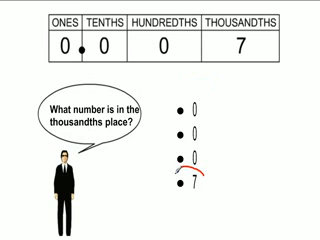 ONES TENTHS HUNDREDTHS THOUSANDTHS
0 . 0 0 7
What number is in the
thousandths place?
• 0
• 0
• 0
• 7